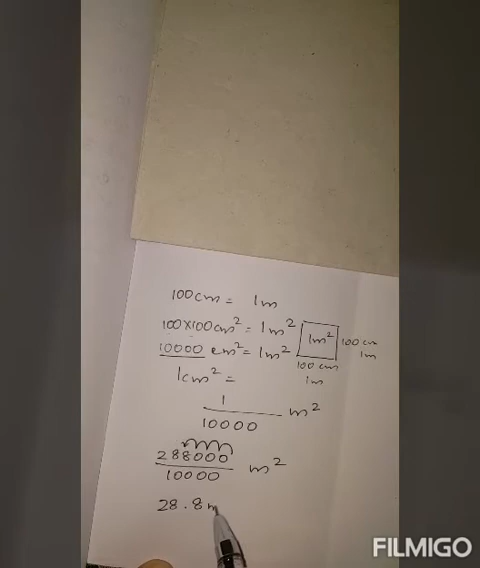 100cm = 1m
100×100cm² = 1m² 1m² 100 cm
10000 cm² = 1m² 1m
100 cm
1cm² = 1m
1
10000 m²
288000
10000 m²
28.8m
FILMIGO